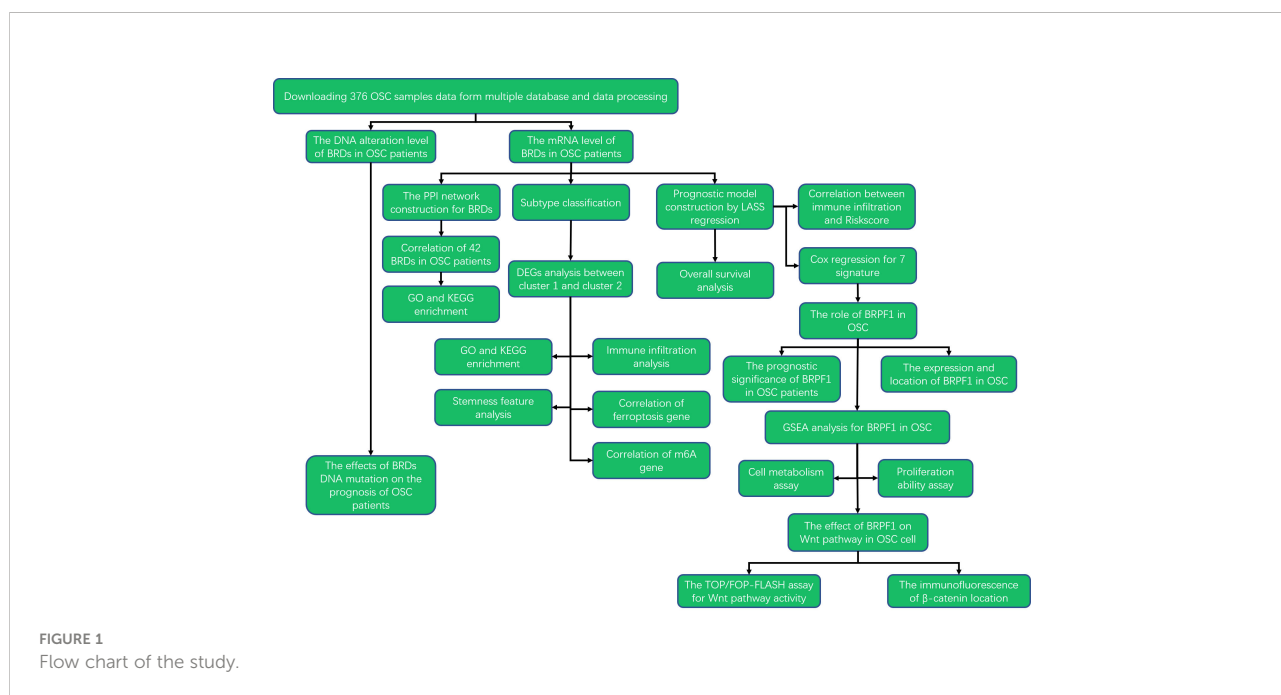 Downloading 376 OSC samples data form multiple database and data processing
The DNA alteration level
of BRDs in OSC patients
The mRNA level of
BRDs in OSC patients
The PPI network
construction for BRDs
Subtype classification
Prognostic model
construction by LASS
regression
Correlation between
immune infiltration
and Riskscore
Correlation of 42
BRDs in OSC patients
DEGs analysis between
cluster 1 and cluster 2
Overall survival
analysis
Cox regression for 7
signature
GO and KEGG
enrichment
The role of BRPF1 in
OSC
GO and KEGG
enrichment
Immune infiltration
analysis
The prognostic
significance of BRPF1
in OSC patients
The expression and
location of BRPF1 in OSC
Stemness feature
analysis
Correlation of
ferroptosis gene
GSEA analysis for BRPF1 in OSC
Correlation of m6A
gene
The effects of BRDs
DNA mutation on the
prognosis of OSC
patients
Cell metabolism
assay
Proliferation
ability assay
The effect of BRPF1 on
Wnt pathway in OSC cell
The TOP/FOP-FLASH assay
for Wnt pathway activity
The immunofluorescence
of β-catenin location
FIGURE 1
Flow chart of the study.